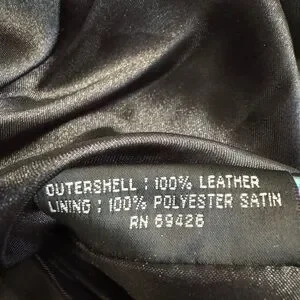 OUTERSHELL : 100% LEATHER
LINING : 100% POLYESTER SATIN
RN 69426